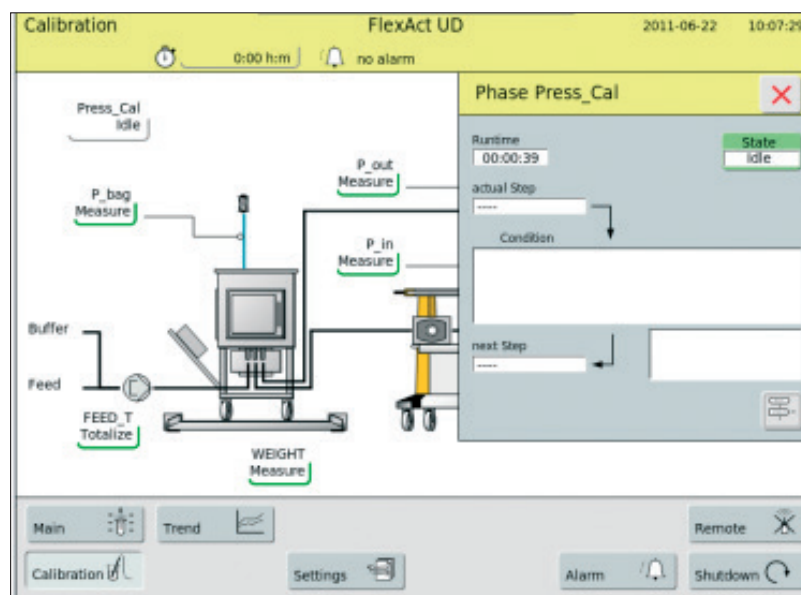 Calibration FlexAct UD 2011-06-22 10:07:29
0:00 h:m no alarm
Phase Press_Cal
Press_Cal
Idle
Runtime
00:00:39
State
Idle
P_out
Measure
actual Step
----
P_bag
Measure
Condition
P_in
Measure
Buffer
next Step
----
Feed
FEED_T
Totalize
WEIGHT
Measure
Main Trend Remote
Calibration Settings Alarm Shutdown